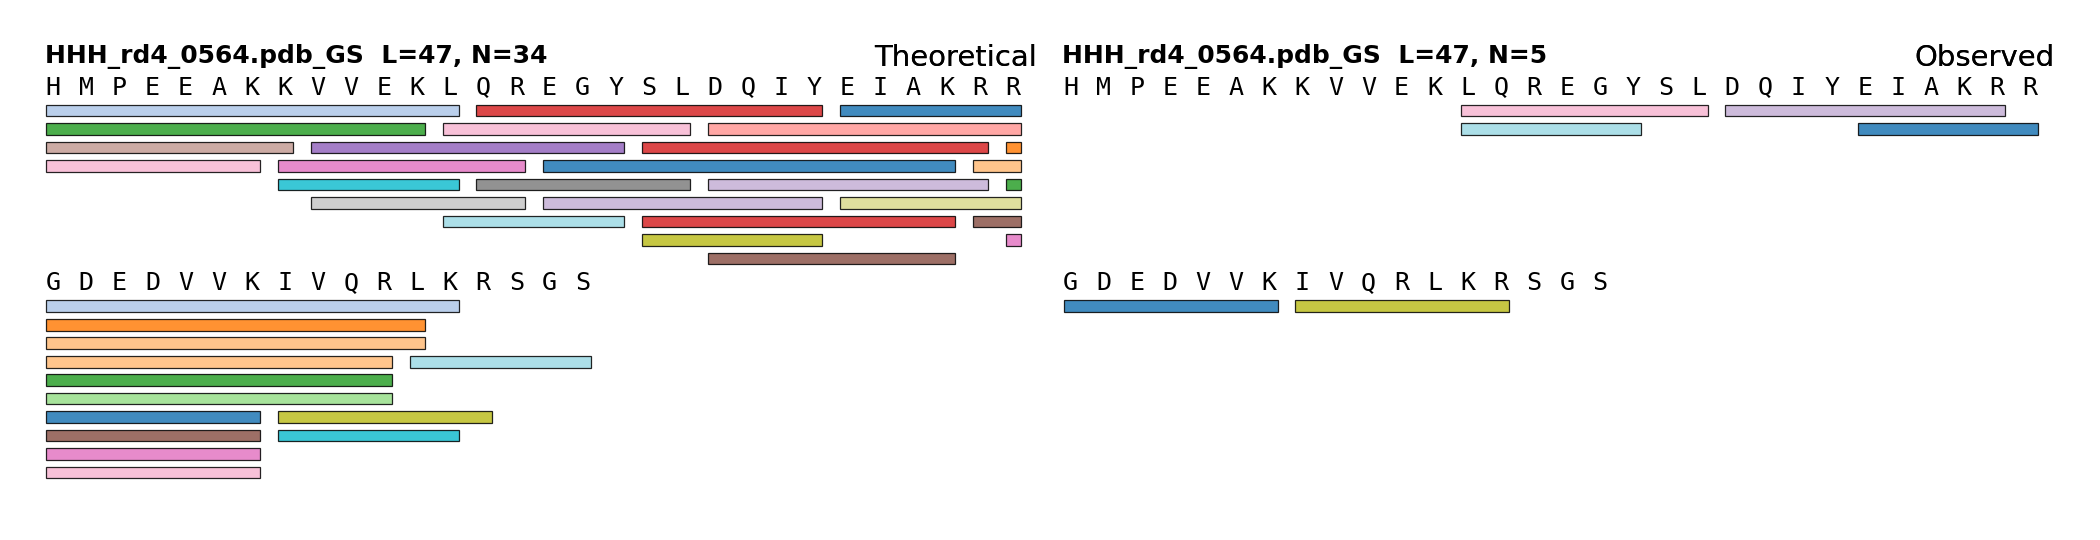 HHH_rd4_0564.pdb_GS L=47, N=34
Theoretical
H M P E E A K K V V E K L Q R E G Y S L D Q I Y E I A K R R
G D E D V V K I V Q R L K R S G S
HHH_rd4_0564.pdb_GS L=47, N=5
Observed
H M P E E A K K V V E K L Q R E G Y S L D Q I Y E I A K R R
G D E D V V K I V Q R L K R S G S